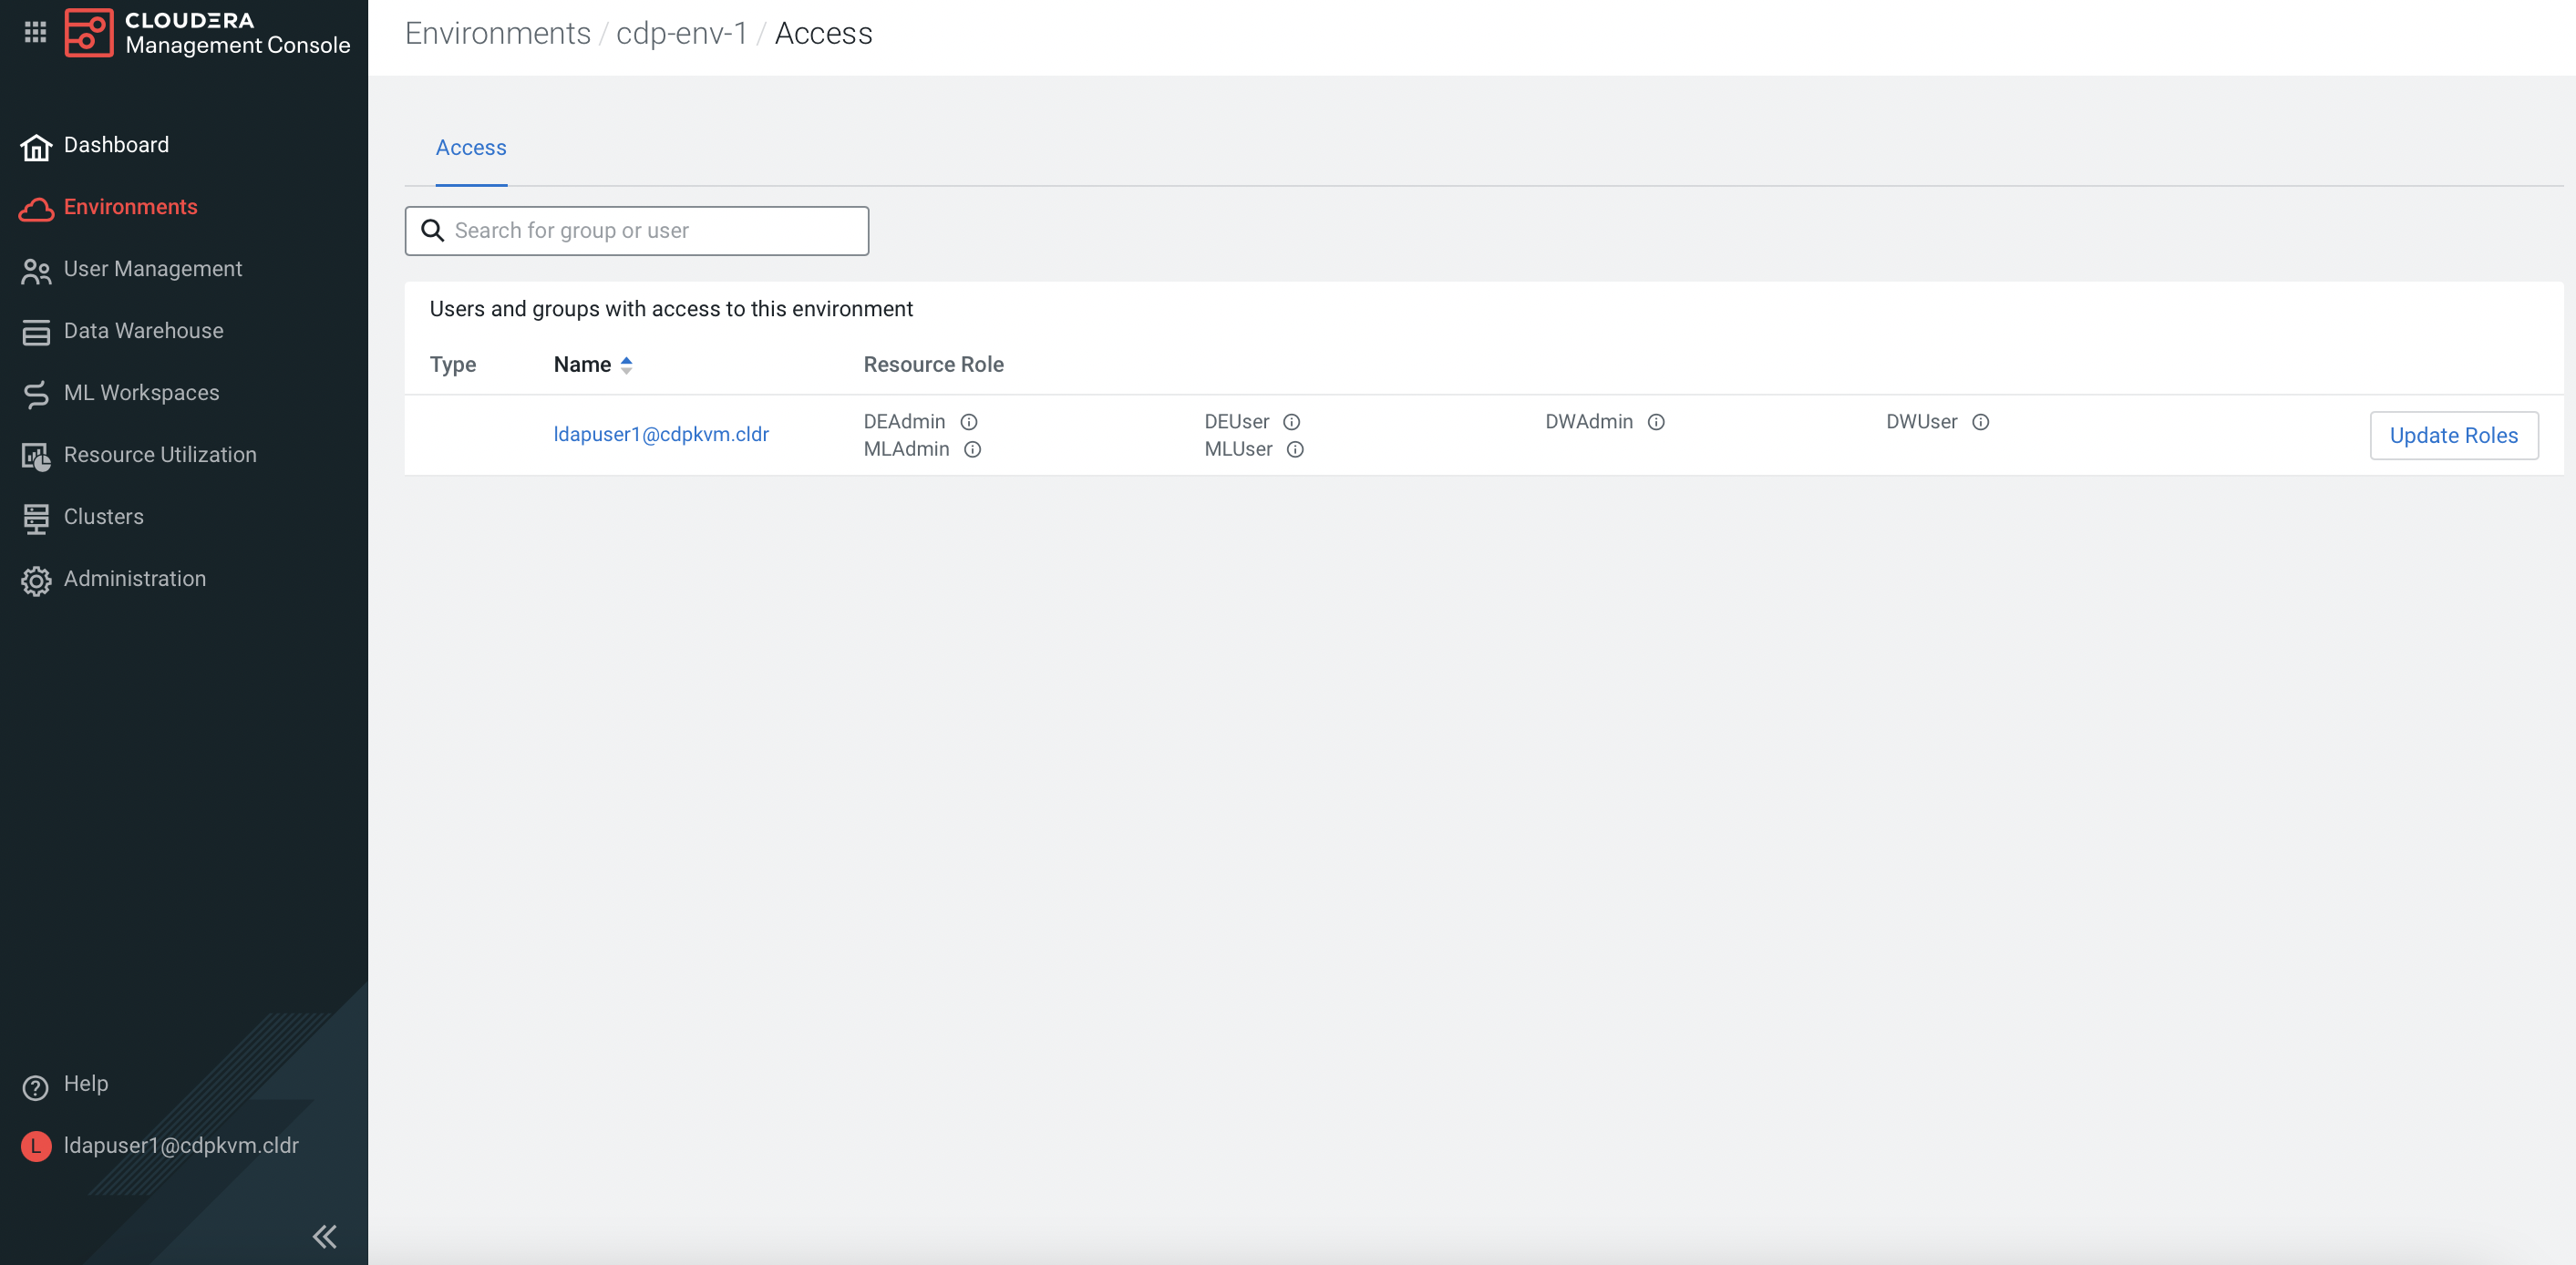 CLOUDERA
Management Console
Dashboard
Environments
User Management
Data Warehouse
ML Workspaces
Resource Utilization
Clusters
Administration
Help
L
ldapuser1@cdpkvm.cldr
Environments / cdp-env-1 / Access
Access
Search for group or user
Users and groups with access to this environment
Type Name Resource Role
ldapuser1@cdpkvm.cldr
DEAdmin DEUser DWAdmin DWUser
MLAdmin MLUser
Update Roles